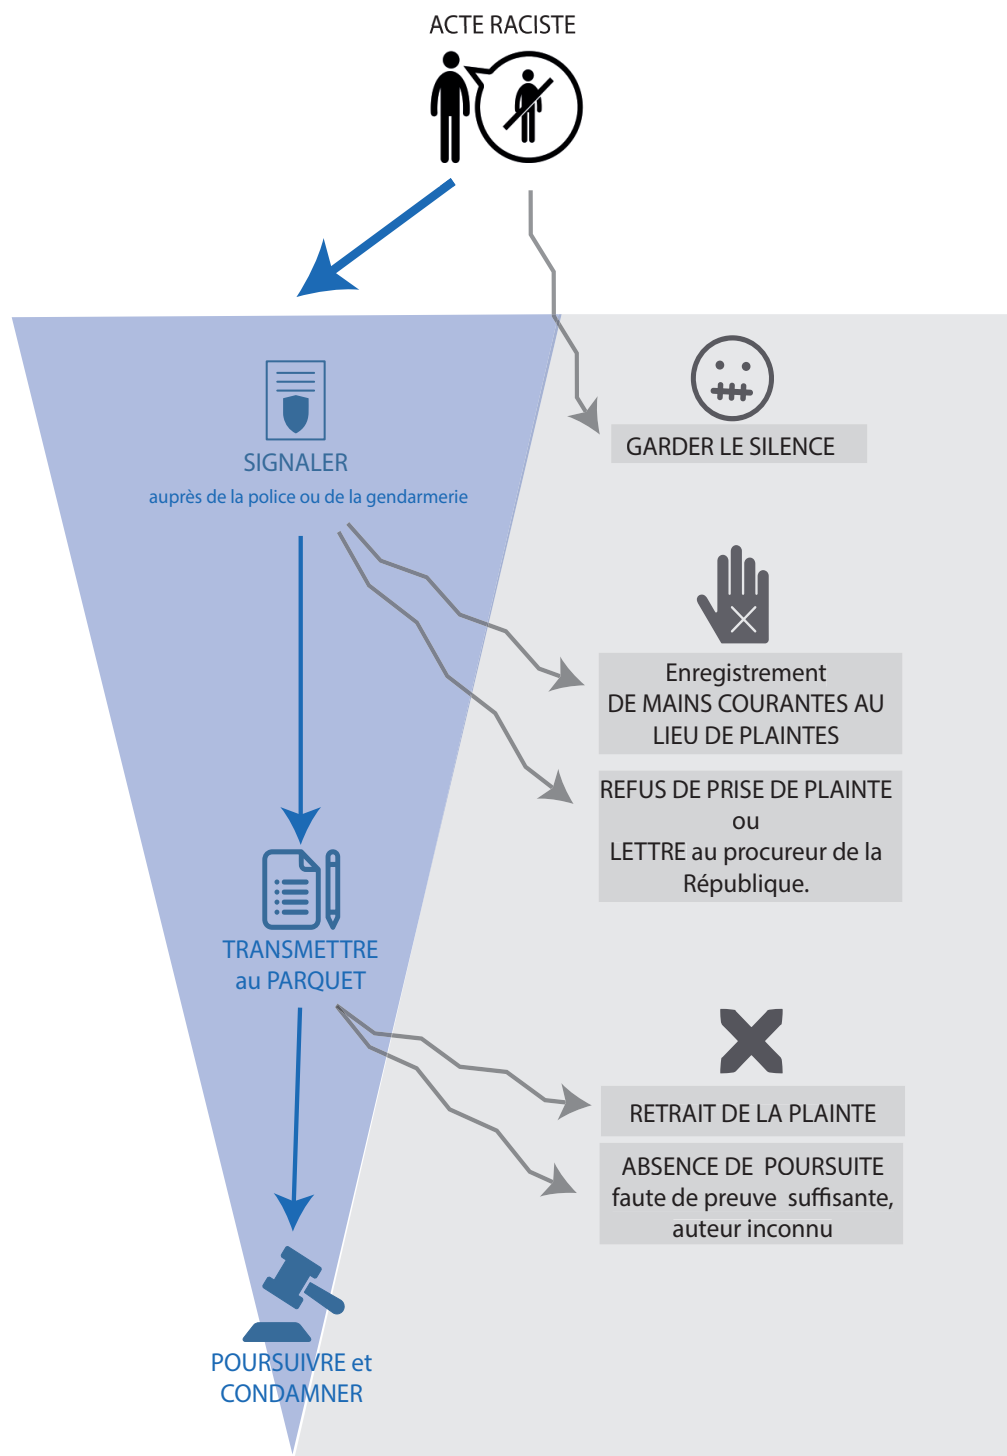 ACTE RACISTE
SIGNALER
auprès de la police ou de la gendarmerie
GARDER LE SILENCE
Enregistrement
DE MAINS COURANTES AU
LIEU DE PLAINTES
REFUS DE PRISE DE PLAINTE
ou
LETTRE au procureur de la
République.
TRANSMETTRE
au PARQUET
RETRAIT DE LA PLAINTE
ABSENCE DE POURSUITE
faute de preuve suffisante,
auteur inconnu
POURSUIVRE et
CONDAMNER